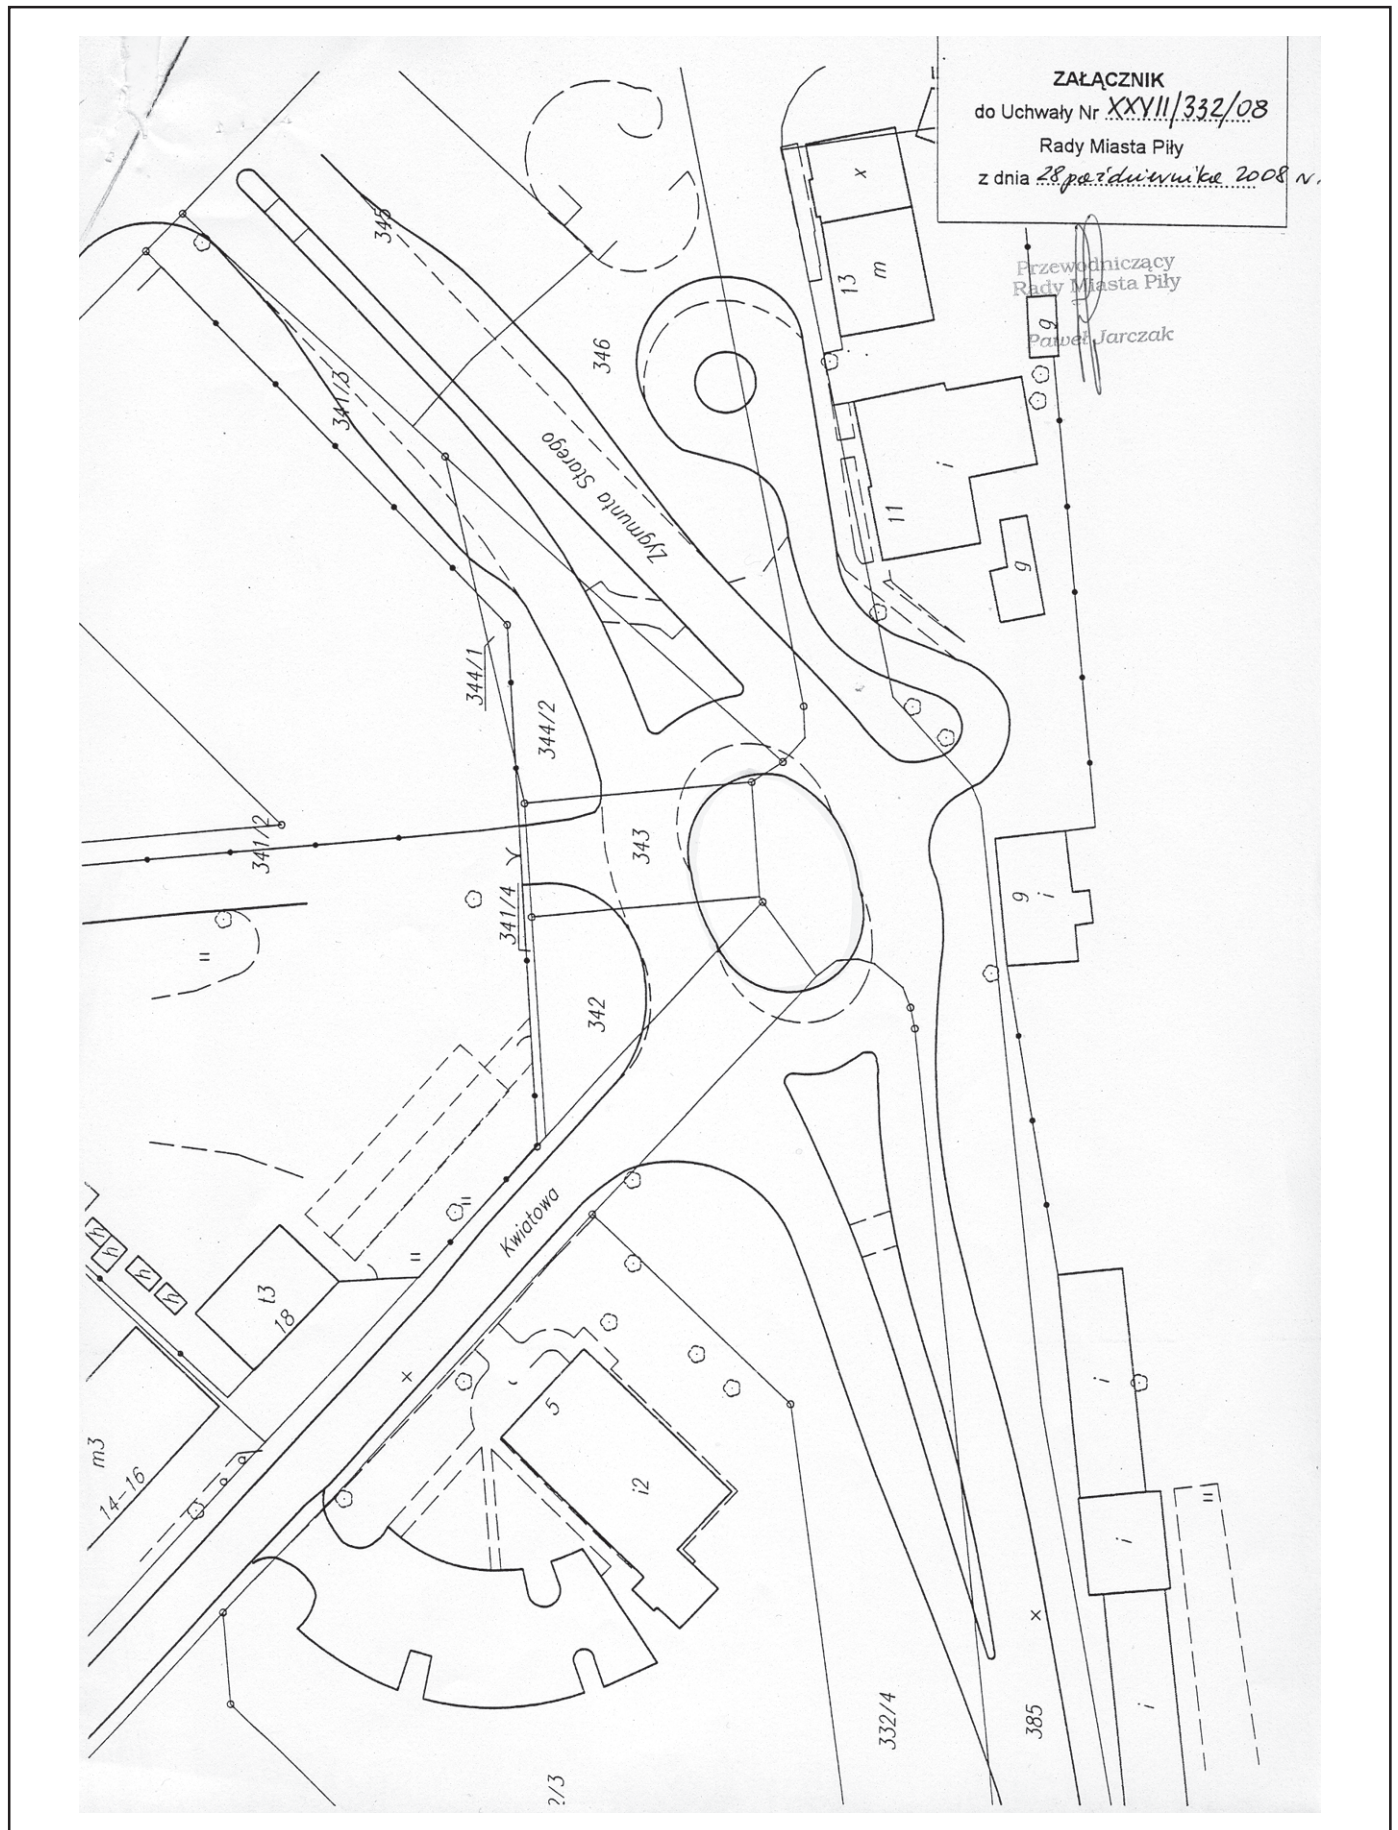 ZAŁĄCZNIK
do Uchwały Nr XXVII/332/08
Rady Miasta Piły
z dnia 28 października 2008 r.
Przewodniczący
Rady Miasta Piły
Paweł Jarczak
x
13
m
g
345
346
341/3
Zygmunta Starego
11
i
g
344/1
344/2
341/2
343
341/4
9
i
342
Kwiatowa
t3
18
m3
14-16
5
i2
i
i
i
332/4
385
2/3